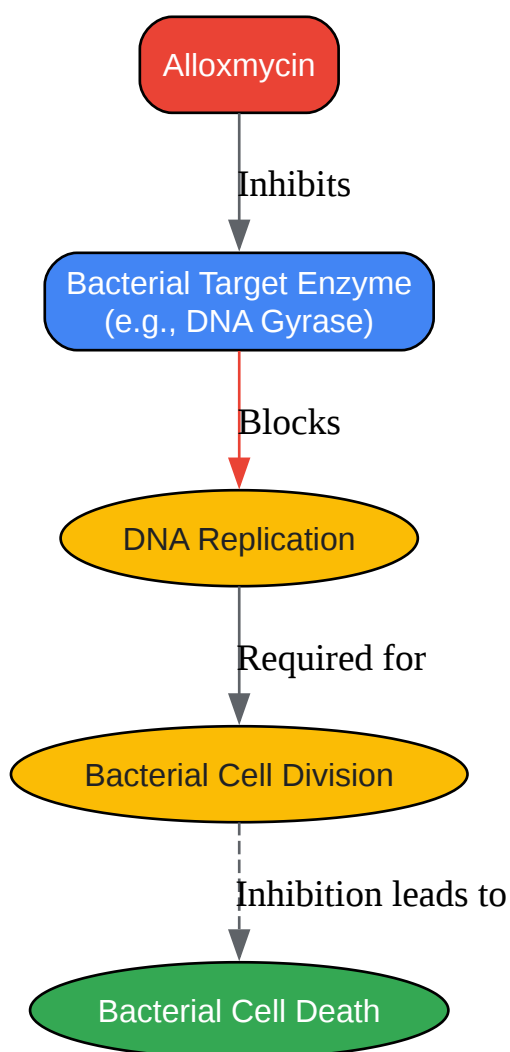 Alloxmycin
Inhibits
Bacterial Target Enzyme
(e.g., DNA Gyrase)
Blocks
DNA Replication
Required for
Bacterial Cell Division
Inhibition leads to
Bacterial Cell Death